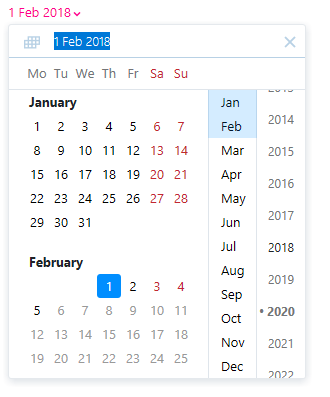 1 Feb 2018
1 Feb 2018
Mo Tu We Th Fr Sa Su
January
1 2 3 4 5 6 7
8 9 10 11 12 13 14
15 16 17 18 19 20 21
22 23 24 25 26 27 28
29 30 31
February
1 2 3 4
5 6 7 8 9 10 11
12 13 14 15 16 17 18
19 20 21 22 23 24 25
Jan
Feb
Mar
Apr
May
Jun
Jul
Aug
Sep
Oct
Nov
Dec
2013
2014
2015
2016
2017
2018
2019
• 2020
2021
2022